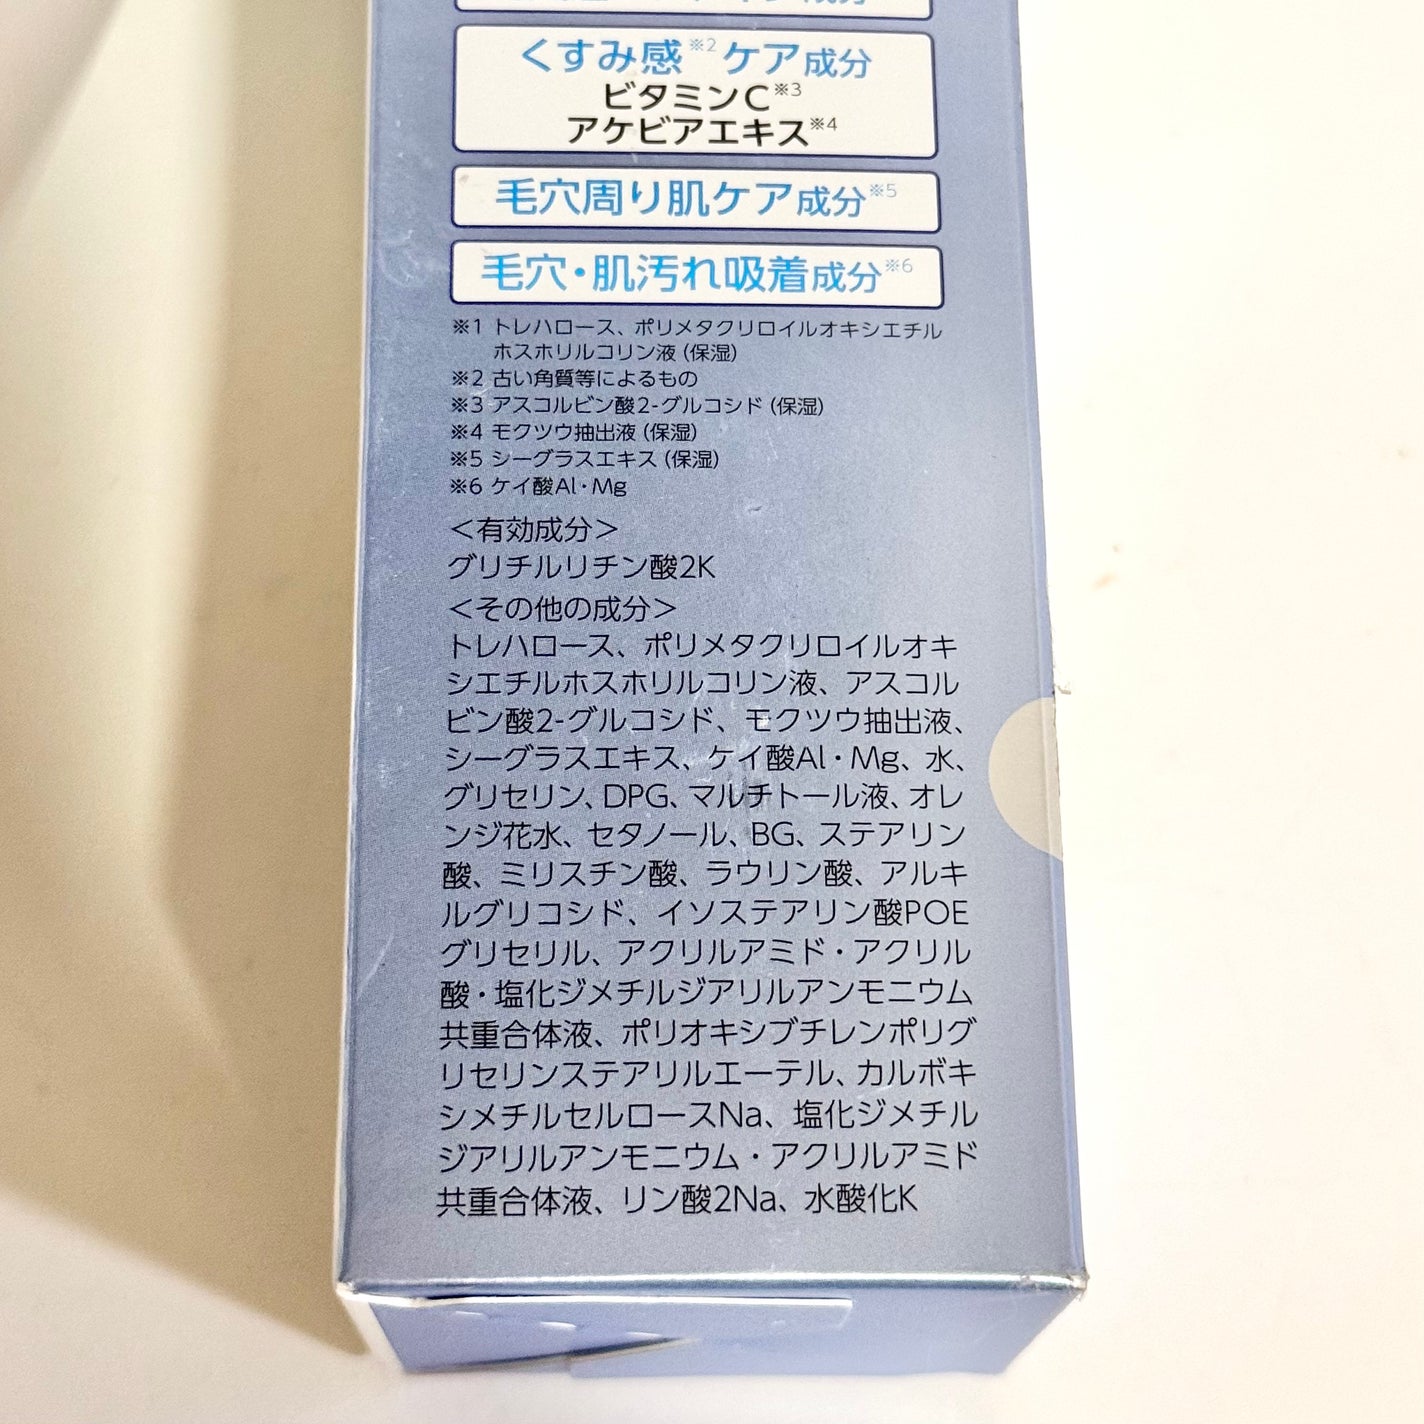 くすみ感※2ケア成分
ビタミンC※3
アケビアエキス※4
毛穴周り肌ケア成分※5
毛穴・肌汚れ吸着成分※6
※1 トレハロース、ポリメタクリロイルオキシエチル
ホスホリルコリン液(保湿)
※2 古い角質等によるもの
※3 アスコルビン酸2-グルコシド(保湿)
※4 モクツウ抽出液(保湿)
※5 シーグラスエキス(保湿)
※6 ケイ酸Al・Mg
＜有効成分＞
グリチルリチン酸2K
＜その他の成分＞
トレハロース、ポリメタクリロイルオキ
シエチルホスホリルコリン液、アスコル
ビン酸2-グルコシド、モクツウ抽出液、
シーグラスエキス、ケイ酸Al・Mg、水、
グリセリン、DPG、マルチトール液、オレ
ンジ花水、セタノール、BG、ステアリン
酸、ミリスチン酸、ラウリン酸、アルキ
ルグリコシド、イソステアリン酸POE
グリセリル、アクリルアミド・アクリル
酸・塩化ジメチルジアリルアンモニウム
共重合体液、ポリオキシブチレンポリグ
リセリンステアリルエーテル、カルボキ
シメチルセルロースNa、塩化ジメチル
ジアリルアンモニウム・アクリルアミド
共重合体液、リン酸2Na、水酸化K